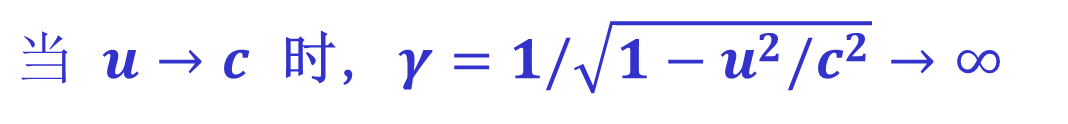 当 u → c 时, γ = 1/√(1 − u²/c²) → ∞